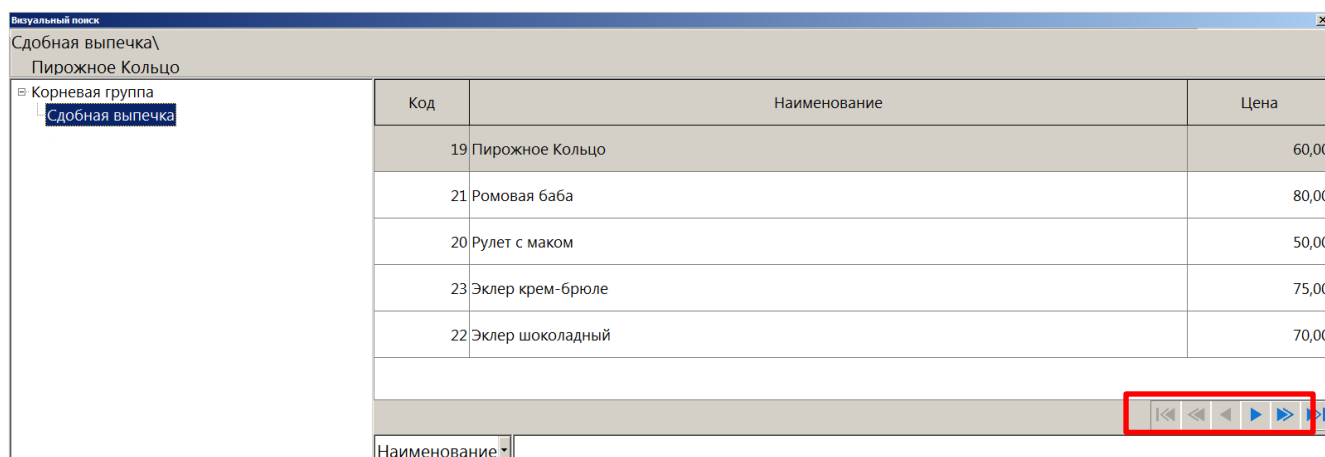 Визуальный поиск
Сдобная выпечка\
Пирожное Кольцо
Корневая группа
Сдобная выпечка
Код Наименование Цена
19 Пирожное Кольцо 60,00
21 Ромовая баба 80,00
20 Рулет с маком 50,00
23 Эклер крем-брюле 75,00
22 Эклер шоколадный 70,00
Наименование